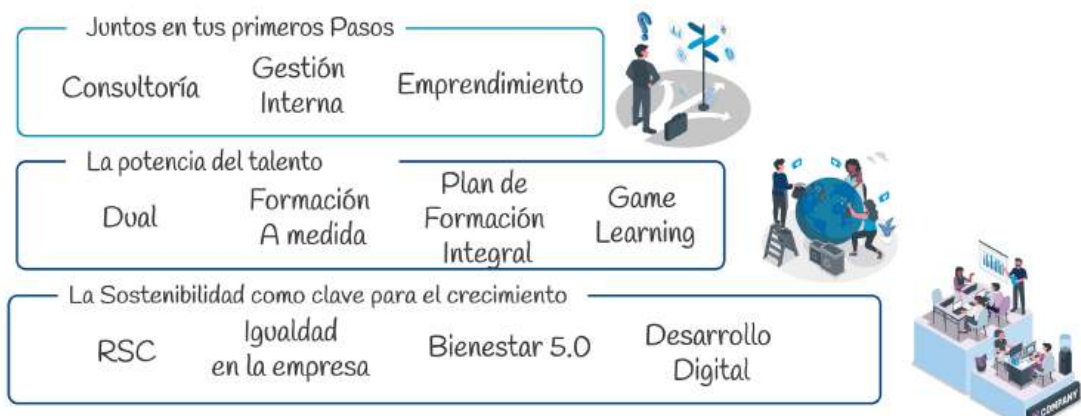 Juntos en tus primeros Pasos
Consultoría
Gestión
Interna
Emprendimiento
La potencia del talento
Dual
Formación
A medida
Plan de
Formación
Integral
Game
Learning
La Sostenibilidad como clave para el crecimiento
RSC
Igualdad
en la empresa
Bienestar 5.0
Desarrollo
Digital
COMPANY